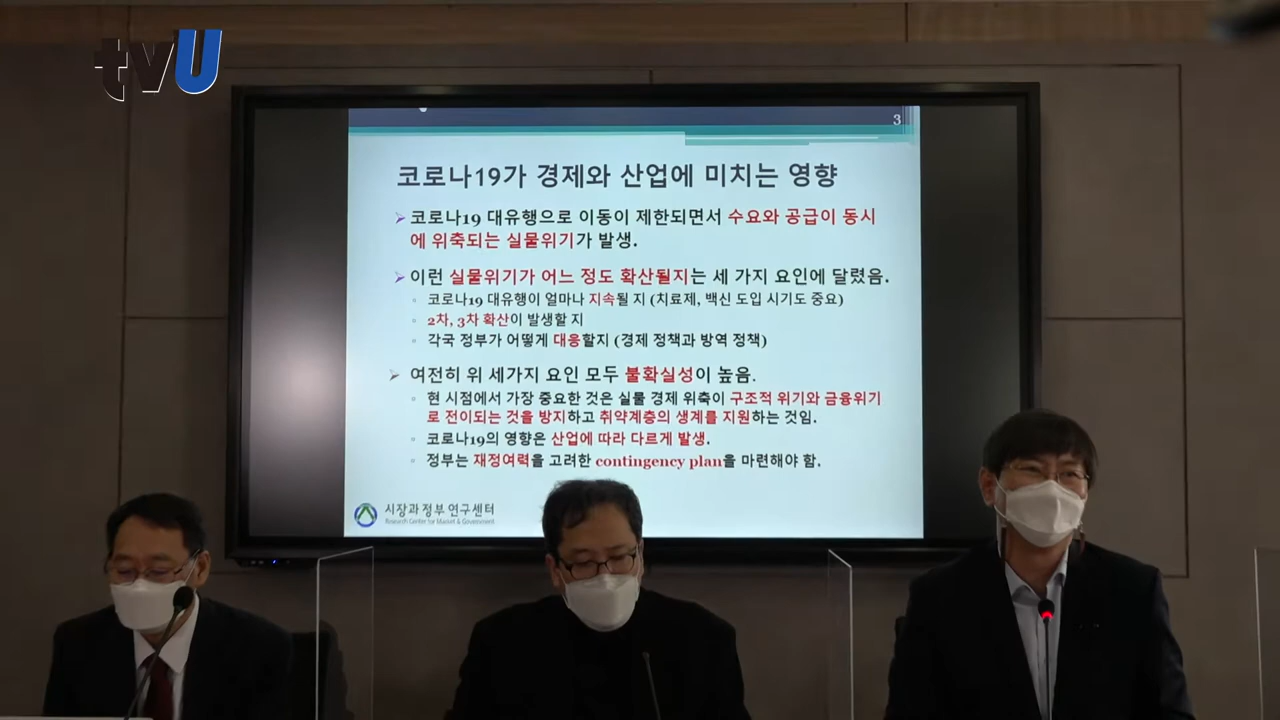 tvU
3
코로나19가 경제와 산업에 미치는 영향
코로나19 대유행으로 이동이 제한되면서 수요와 공급이 동시
에 위축되는 실물위기가 발생.
이런 실물위기가 어느 정도 확산될지는 세 가지 요인에 달렸음.
코로나19 대유행이 얼마나 지속될 지 (치료제, 백신 도입 시기도 중요)
2차, 3차 확산이 발생할 지
각국 정부가 어떻게 대응할지 (경제 정책과 방역 정책)
여전히 위 세가지 요인 모두 불확실성이 높음.
현 시점에서 가장 중요한 것은 실물 경제 위축이 구조적 위기와 금융위기
로 전이되는 것을 방지하고 취약계층의 생계를 지원하는 것임.
코로나19의 영향은 산업에 따라 다르게 발생.
정부는 재정여력을 고려한 contingency plan을 마련해야 함.
시장과 정부 연구센터
Research Center for Market & Government